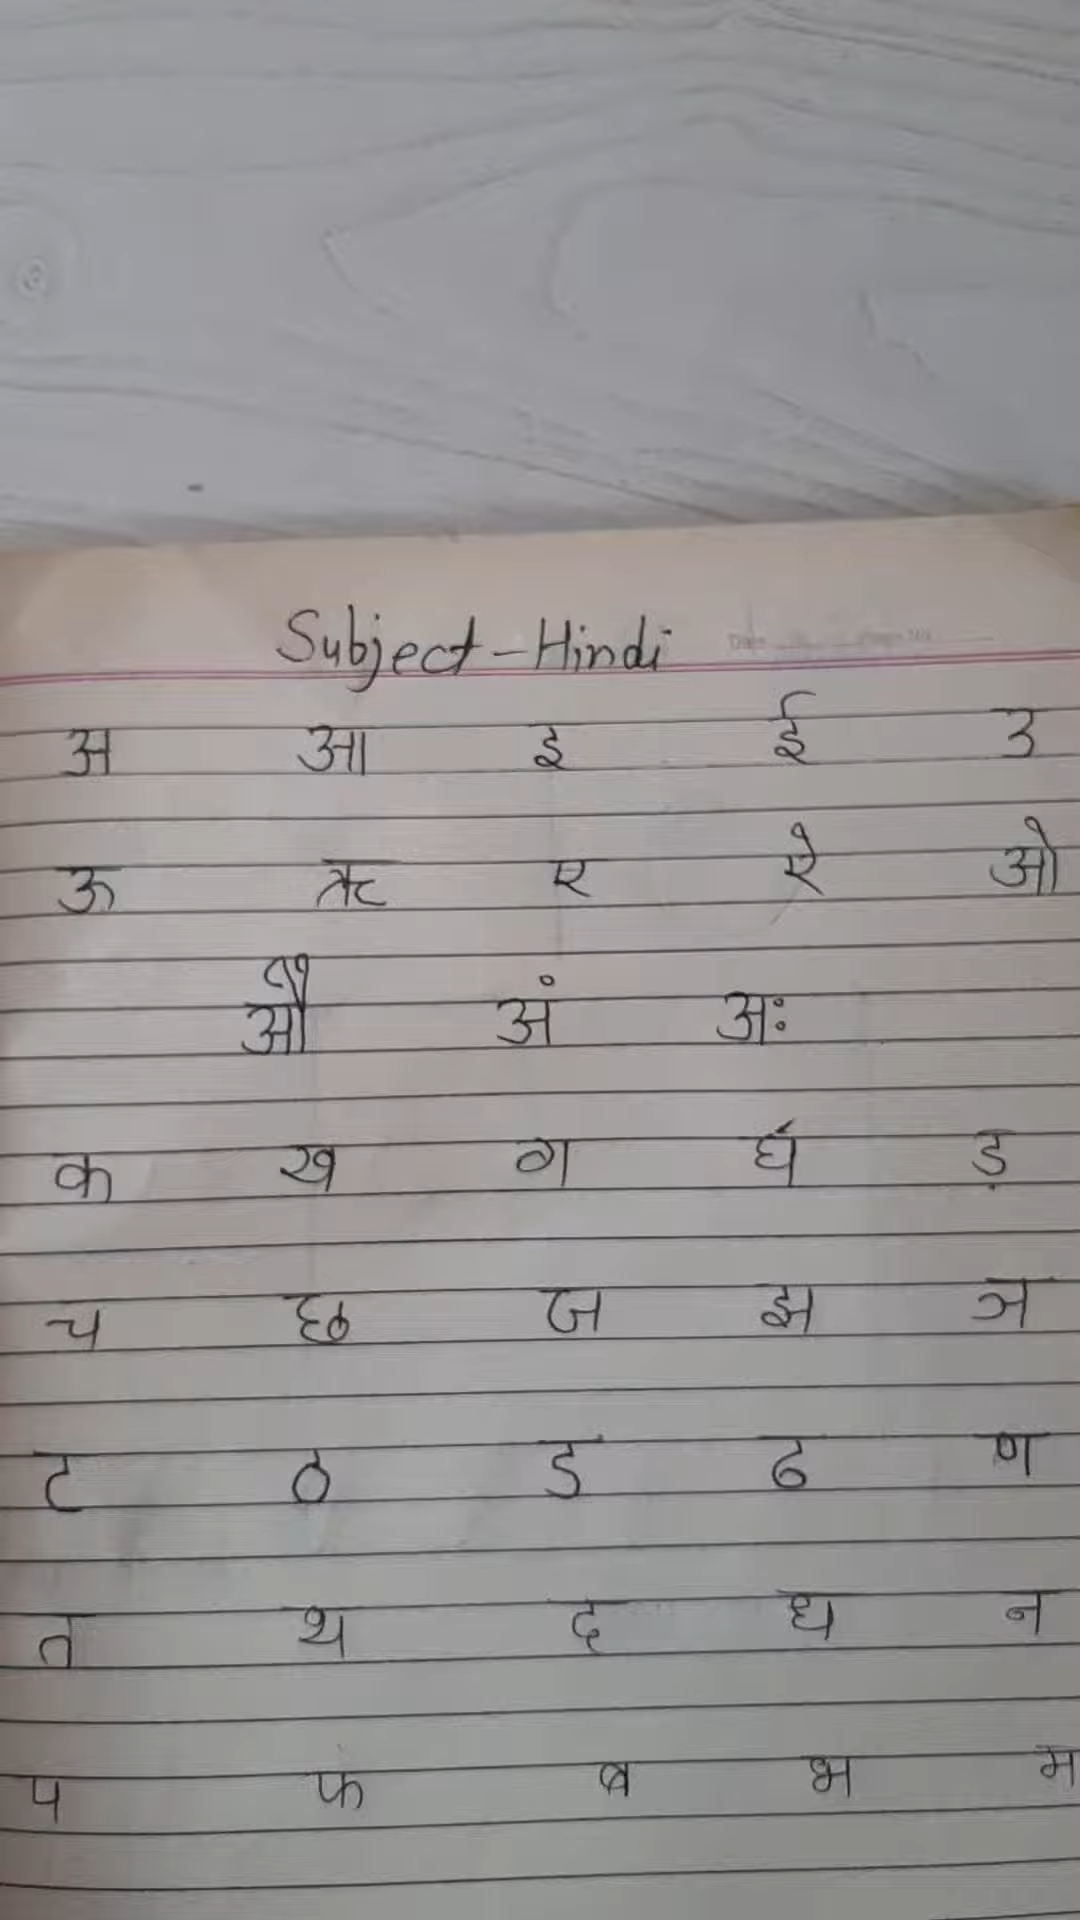 Subject - Hindi
अ आ इ ई उ
ऊ ऋ ए ऐ ओ
औ अं अः
क ख ग घ ड़
च छ ज झ ञ
ट ठ ड ढ ण
त थ द ध न
प फ ब भ म